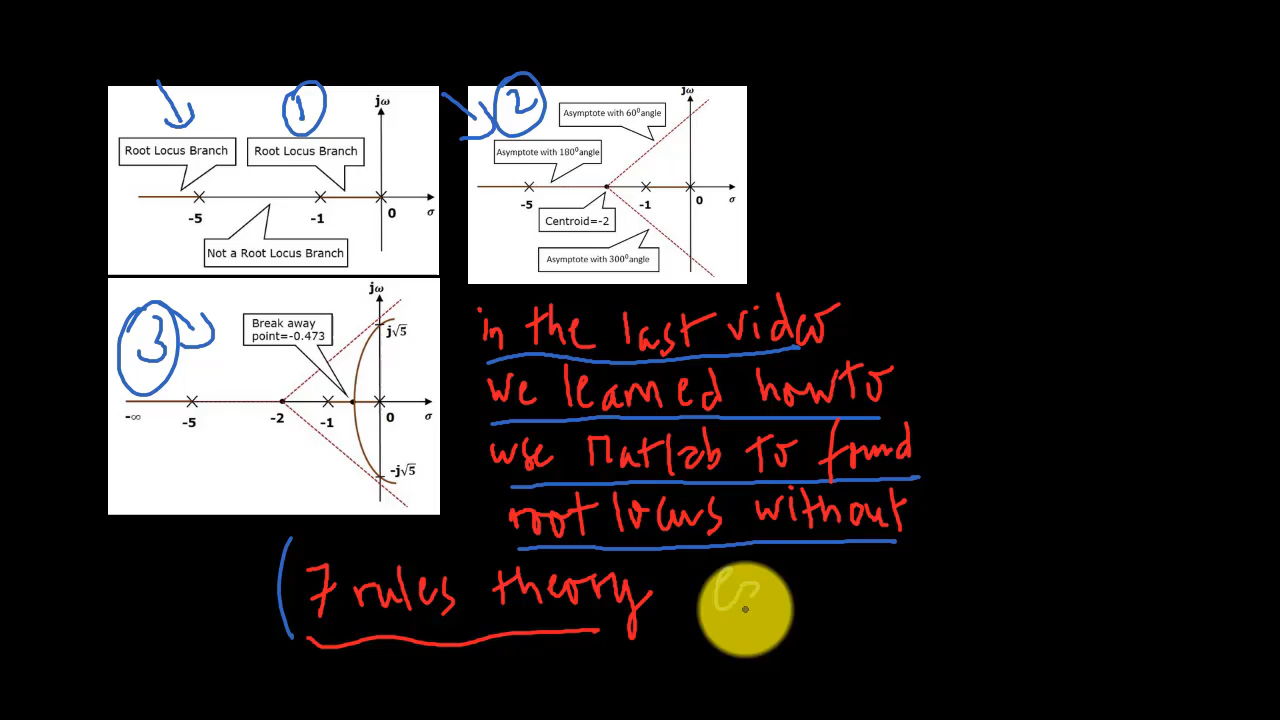 1
jω
Root Locus Branch
Root Locus Branch
-5
-1
0
σ
Not a Root Locus Branch
2
jω
Asymptote with 60⁰angle
Asymptote with 180⁰angle
-5
-1
0
σ
Centroid=-2
Asymptote with 300⁰angle
3
jω
Break away
point=-0.473
j√5
-∞
-5
-2
-1
0
σ
-j√5
in the last video
we learned how to
use Matlab to found
root locus without
(7 rules theory